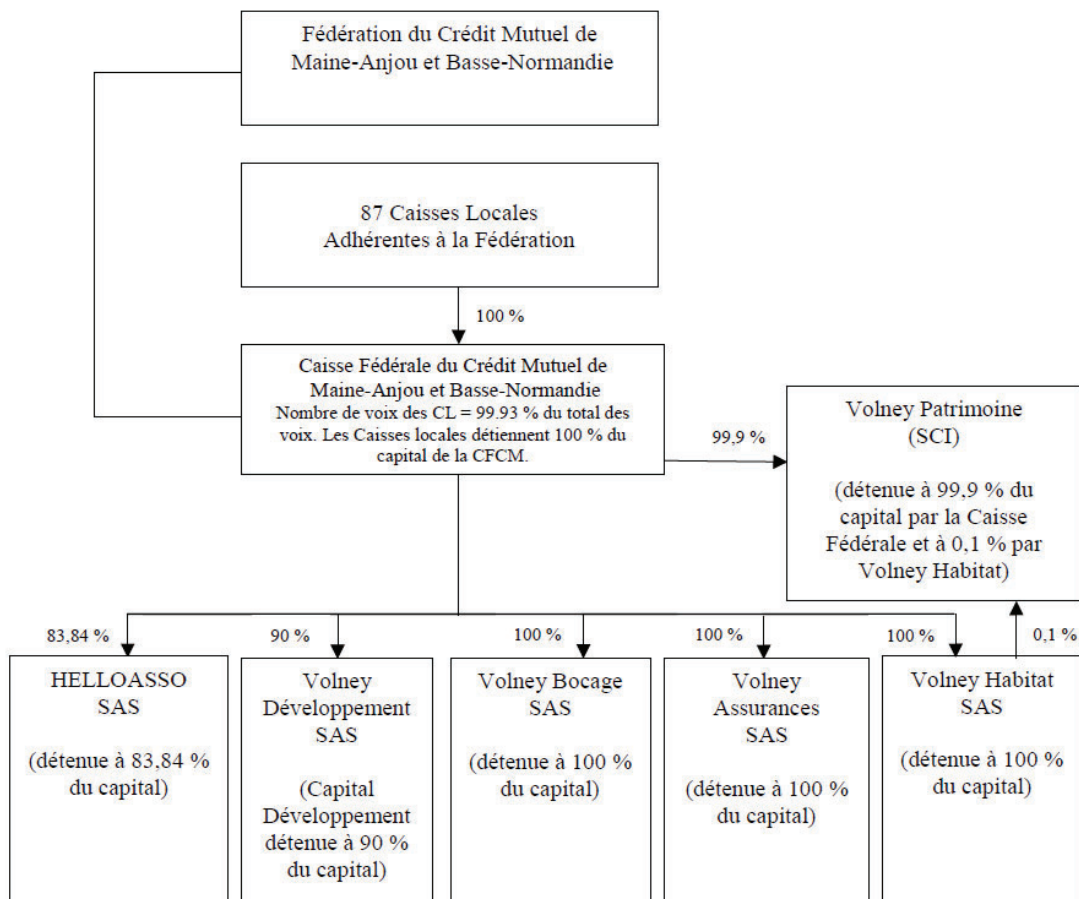 Fédération du Crédit Mutuel de
Maine-Anjou et Basse-Normandie
87 Caisses Locales
Adhérentes à la Fédération
100 %
Caisse Fédérale du Crédit Mutuel de
Maine-Anjou et Basse-Normandie
Nombre de voix des CL = 99.93 % du total des
voix. Les Caisses locales détiennent 100 % du
capital de la CFCM.
99,9 %
Volney Patrimoine
(SCI)
(détenue à 99,9 % du
capital par la Caisse
Fédérale et à 0,1 % par
Volney Habitat)
83,84 %
HELLOASSO
SAS
(détenue à 83,84 %
du capital)
90 %
Volney
Développement
SAS
(Capital
Développement
détenue à 90 %
du capital)
100 %
Volney Bocage
SAS
(détenue à 100 %
du capital)
100 %
Volney
Assurances
SAS
(détenue à 100 %
du capital)
100 %
0,1 %
Volney Habitat
SAS
(détenue à 100 %
du capital)